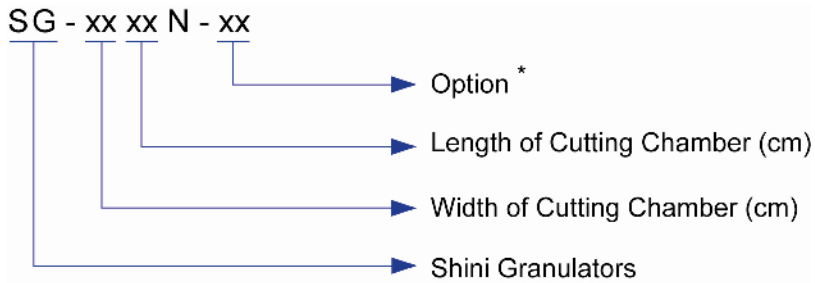 SG - xx xx N - xx
Option *
Length of Cutting Chamber (cm)
Width of Cutting Chamber (cm)
Shini Granulators